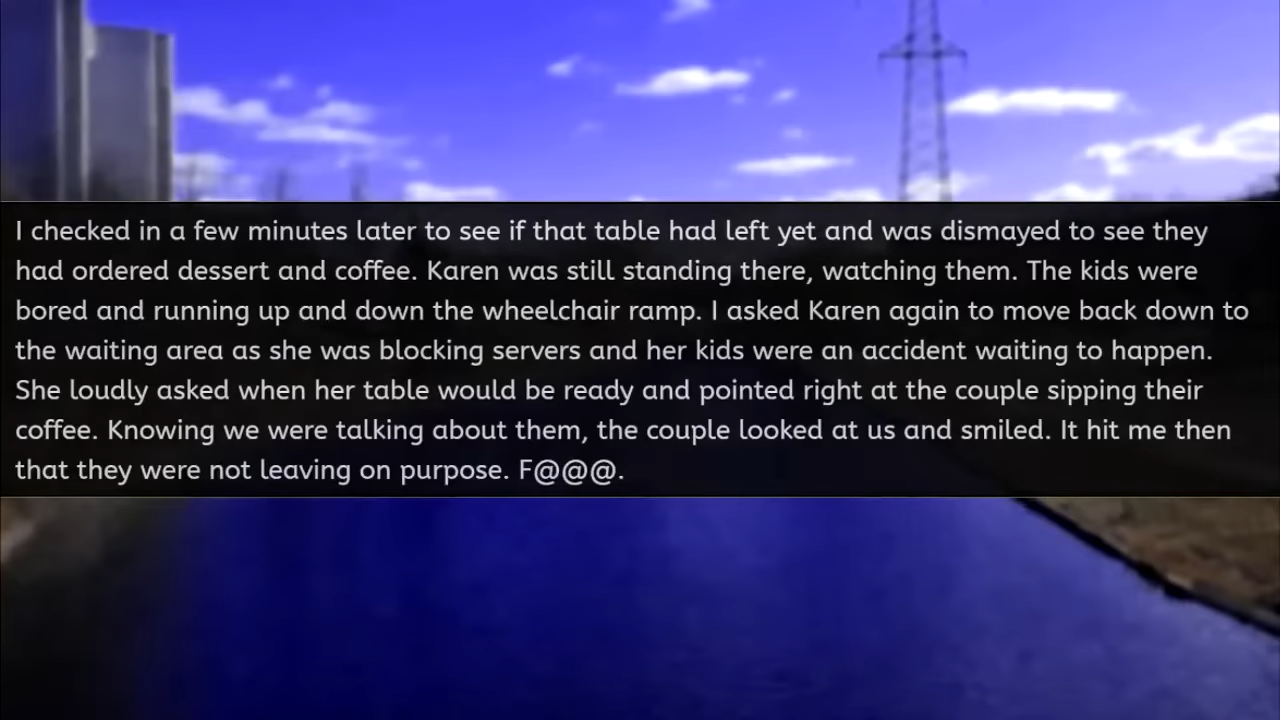 I checked in a few minutes later to see if that table had left yet and was dismayed to see they
had ordered dessert and coffee. Karen was still standing there, watching them. The kids were
bored and running up and down the wheelchair ramp. I asked Karen again to move back down to
the waiting area as she was blocking servers and her kids were an accident waiting to happen.
She loudly asked when her table would be ready and pointed right at the couple sipping their
coffee. Knowing we were talking about them, the couple looked at us and smiled. It hit me then
that they were not leaving on purpose. F@@@.